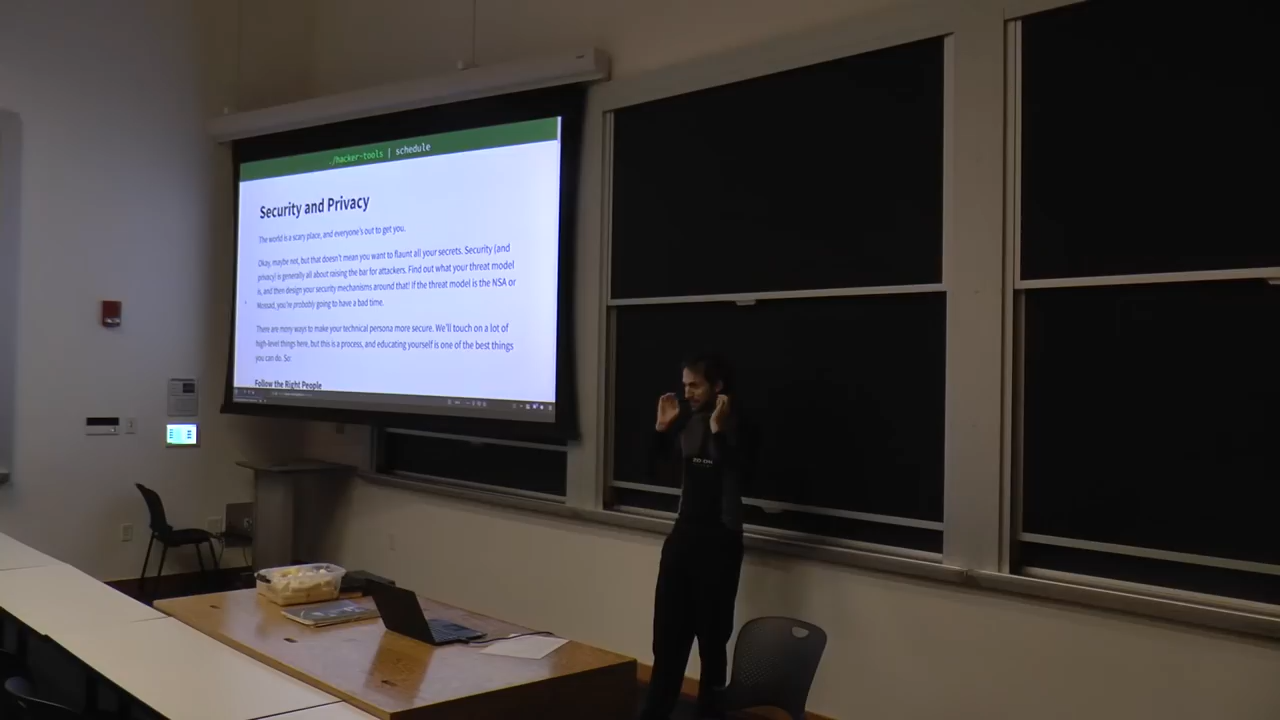 ./hacker-tools | schedule
Security and Privacy
The world is a scary place, and everyone's out to get you.
Okay, maybe not, but that doesn't mean you want to flaunt all your secrets. Security (and
privacy) is generally all about raising the bar for attackers. Find out what your threat model
is, and then design your security mechanisms around that! If the threat model is the NSA or
Mossad, you're probably going to have a bad time.
There are many ways to make your technical persona more secure. We'll touch on a lot of
high-level things here, but this is a process, and educating yourself is one of the best things
you can do. So:
Follow the Right People